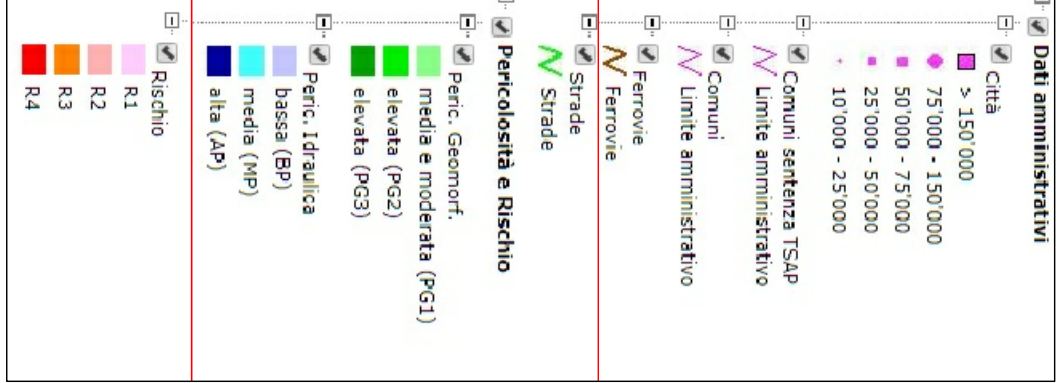 Dati amministrativi
Città
> 150'000
75'000 - 150'000
50'000 - 75'000
25'000 - 50'000
10'000 - 25'000
Comuni sentenza TSAP
Limite amministrativo
Comuni
Limite amministrativo
Ferrovie
Ferrovie
Strade
Strade
Pericolosità e Rischio
Peric. Geomorf.
media e moderata (PG1)
elevata (PG2)
elevata (PG3)
Peric. Idraulica
bassa (BP)
media (MP)
alta (AP)
Rischio
R1
R2
R3
R4